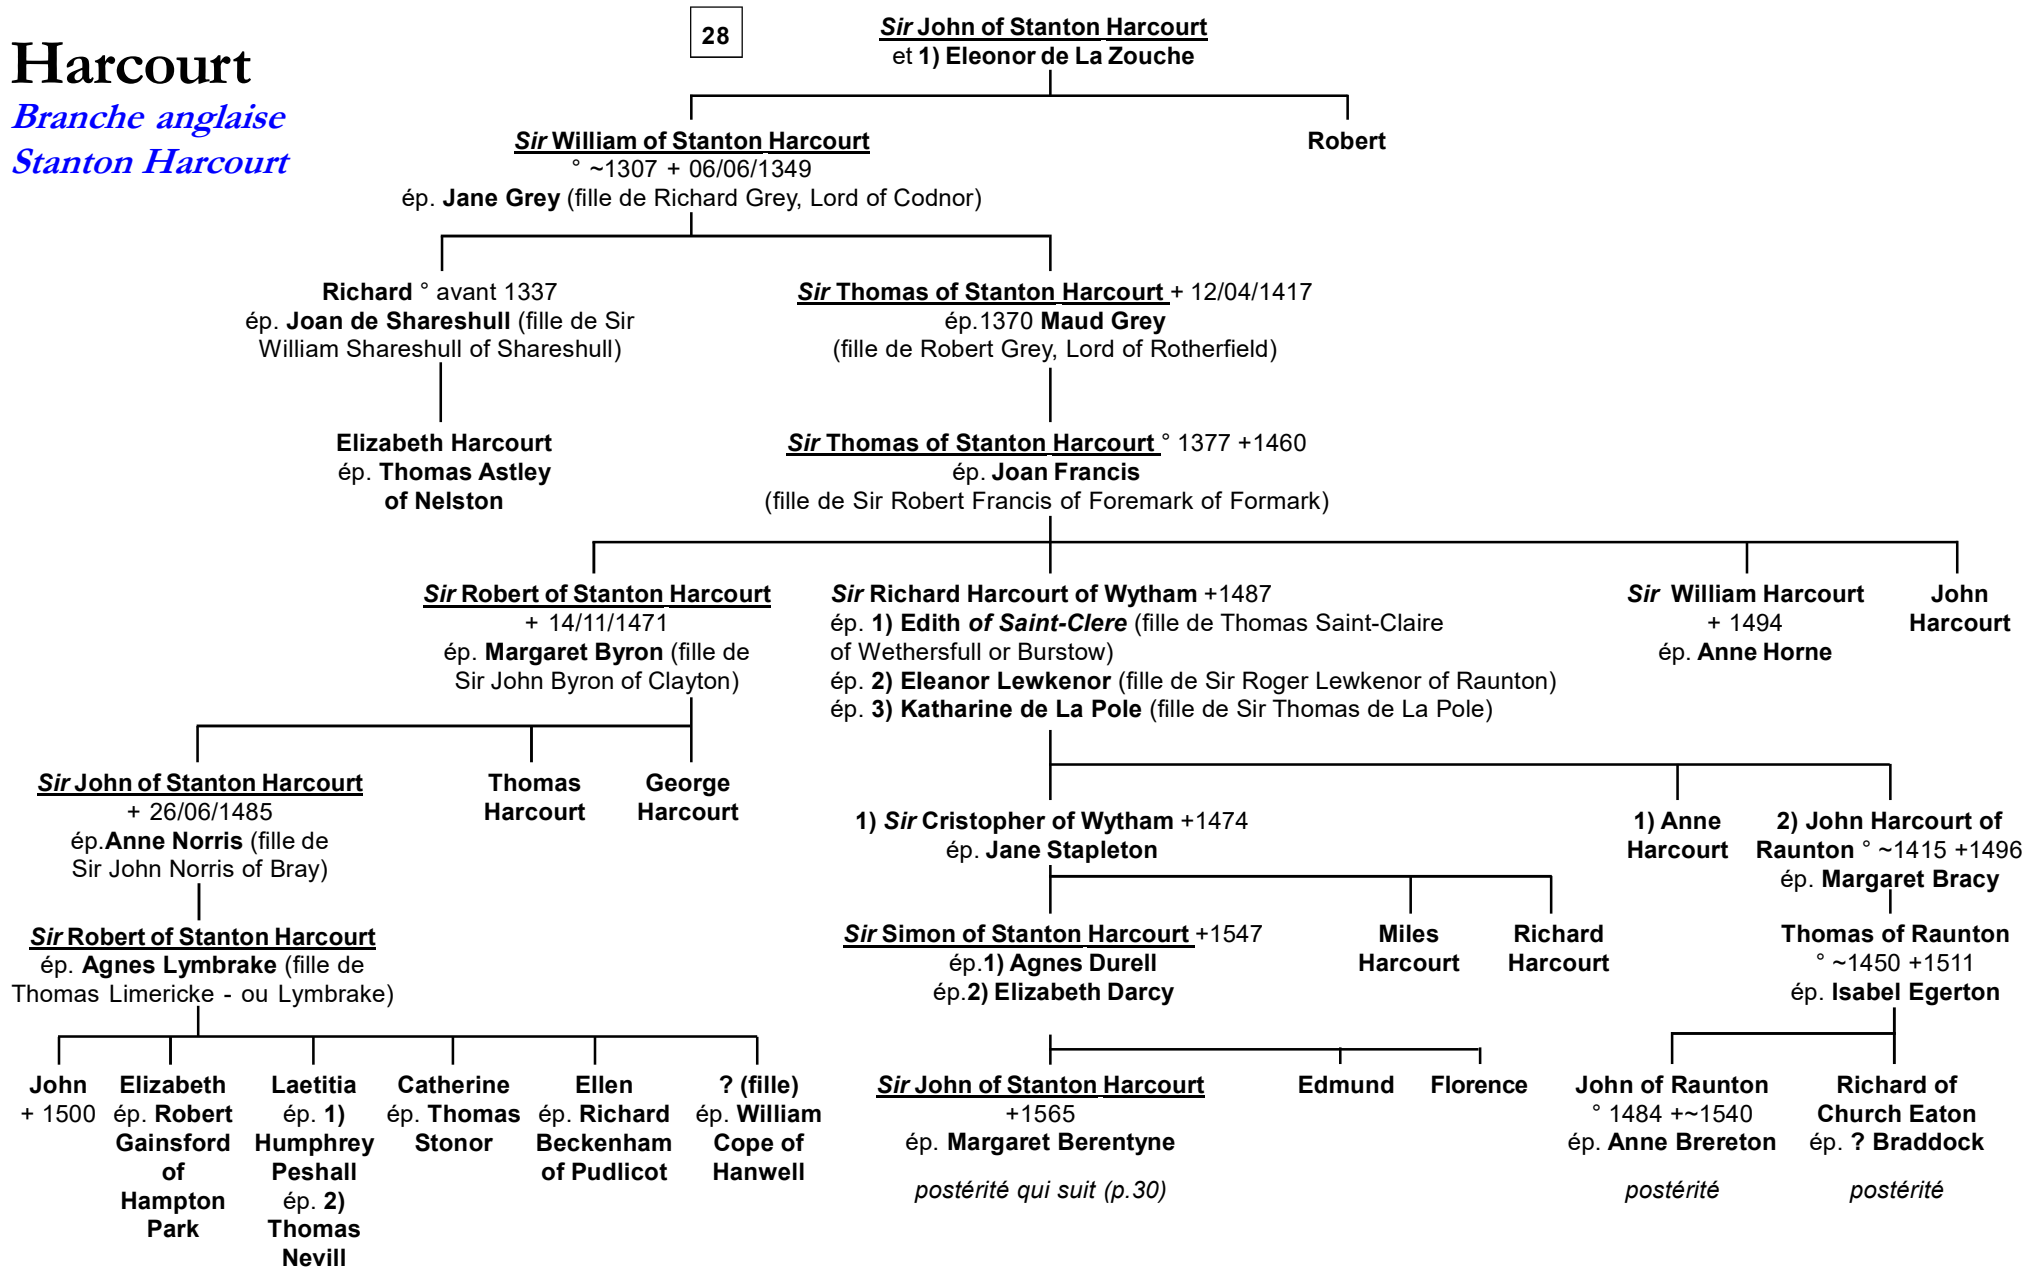 Harcourt
Branche anglaise
Stanton Harcourt
28
Sir John of Stanton Harcourt
et 1) Eleonor de La Zouche
Sir William of Stanton Harcourt
° ~1307 + 06/06/1349
ép. Jane Grey (fille de Richard Grey, Lord of Codnor)
Robert
Richard ° avant 1337
ép. Joan de Shareshull (fille de Sir
William Shareshull of Shareshull)
Sir Thomas of Stanton Harcourt + 12/04/1417
ép.1370 Maud Grey
(fille de Robert Grey, Lord of Rotherfield)
Elizabeth Harcourt
ép. Thomas Astley
of Nelston
Sir Thomas of Stanton Harcourt ° 1377 +1460
ép. Joan Francis
(fille de Sir Robert Francis of Foremark of Formark)
Sir Robert of Stanton Harcourt
+ 14/11/1471
ép. Margaret Byron (fille de
Sir John Byron of Clayton)
Sir Richard Harcourt of Wytham +1487
ép. 1) Edith of Saint-Clere (fille de Thomas Saint-Claire
of Wethersfull or Burstow)
ép. 2) Eleanor Lewkenor (fille de Sir Roger Lewkenor of Raunton)
ép. 3) Katharine de La Pole (fille de Sir Thomas de La Pole)
Sir William Harcourt
+ 1494
ép. Anne Horne
John
Harcourt
Sir John of Stanton Harcourt
+ 26/06/1485
ép.Anne Norris (fille de
Sir John Norris of Bray)
Thomas
Harcourt
George
Harcourt
1) Sir Cristopher of Wytham +1474
ép. Jane Stapleton
1) Anne
Harcourt
2) John Harcourt of
Raunton ° ~1415 +1496
ép. Margaret Bracy
Sir Robert of Stanton Harcourt
ép. Agnes Lymbrake (fille de
Thomas Limericke - ou Lymbrake)
Sir Simon of Stanton Harcourt +1547
ép.1) Agnes Durell
ép.2) Elizabeth Darcy
Miles
Harcourt
Richard
Harcourt
Thomas of Raunton
° ~1450 +1511
ép. Isabel Egerton
John
+ 1500
Elizabeth
ép. Robert
Gainsford
of
Hampton
Park
Laetitia
ép. 1)
Humphrey
Peshall
ép. 2)
Thomas
Nevill
Catherine
ép. Thomas
Stonor
Ellen
ép. Richard
Beckenham
of Pudlicot
? (fille)
ép. William
Cope of
Hanwell
Sir John of Stanton Harcourt
+1565
ép. Margaret Berentyne
postérité qui suit (p.30)
Edmund
Florence
John of Raunton
° 1484 +~1540
ép. Anne Brereton
postérité
Richard of
Church Eaton
ép. ? Braddock
postérité